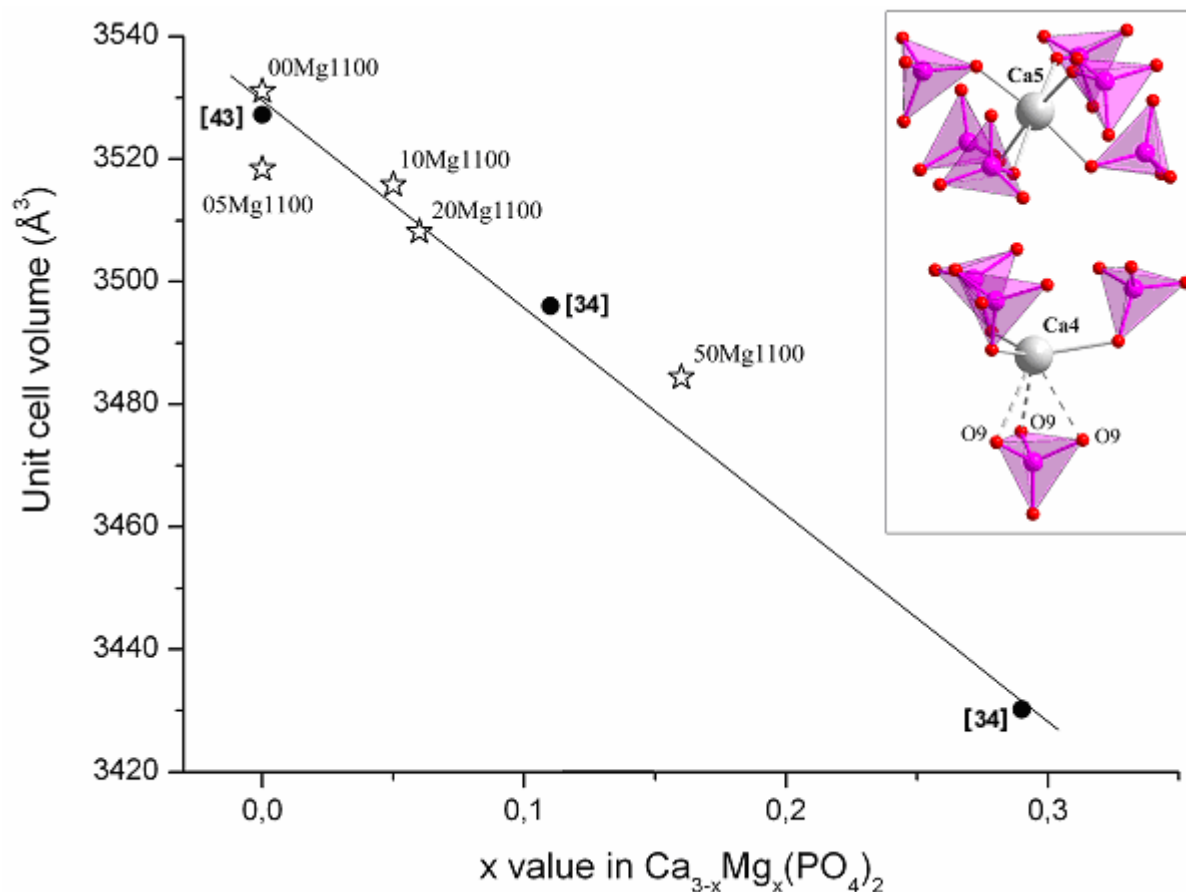 3540
3520
3500
3480
3460
3440
3420
Unit cell volume (Å³)
00Mg1100
[43]
05Mg1100
10Mg1100
20Mg1100
[34]
50Mg1100
[34]
Ca5
Ca4
O9
O9
O9
0,0
0,1
0,2
0,3
x value in Ca₃₋ₓMgₓ(PO₄)₂